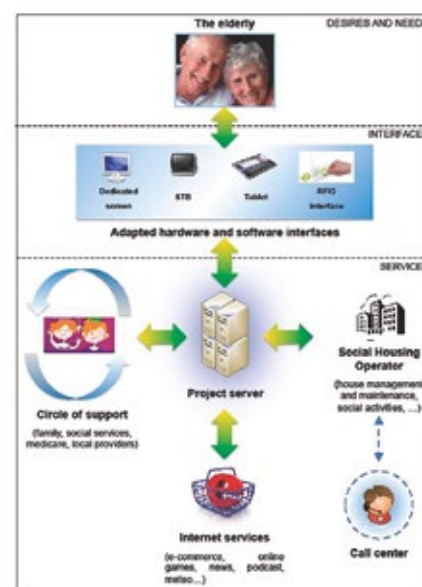 The elderly
DESIRES AND NEED
INTERFACE
Dedicated
screen
STB
Tablet
RFID
Interface
Adapted hardware and software interfaces
SERVICE
Project server
Circle of support
(family, social services,
medicare, local providers)
Social Housing
Operator
(house management
and maintenance,
social activities, ...)
Internet services
(e-commerce, online
games, news, podcast,
meteo...)
Call center